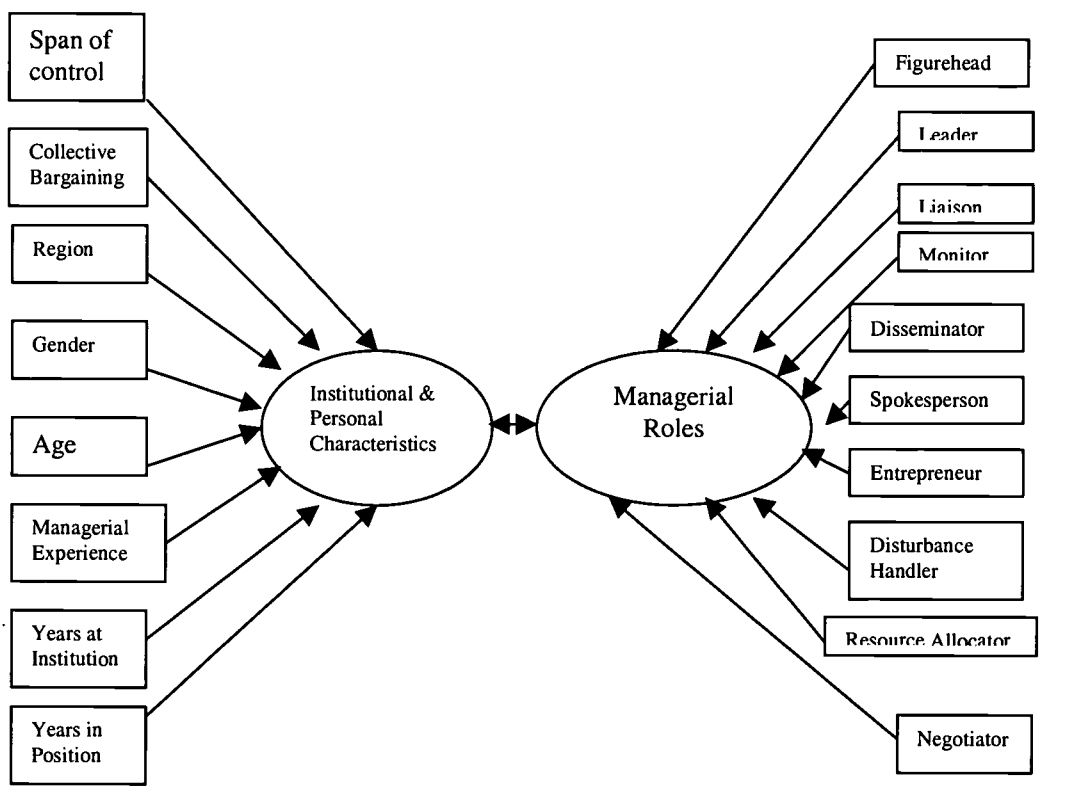 Span of
control
Collective
Bargaining
Region
Gender
Age
Managerial
Experience
Years at
Institution
Years in
Position
Institutional &
Personal
Characteristics
Managerial
Roles
Figurehead
Leader
Liaison
Monitor
Disseminator
Spokesperson
Entrepreneur
Disturbance
Handler
Resource Allocator
Negotiator